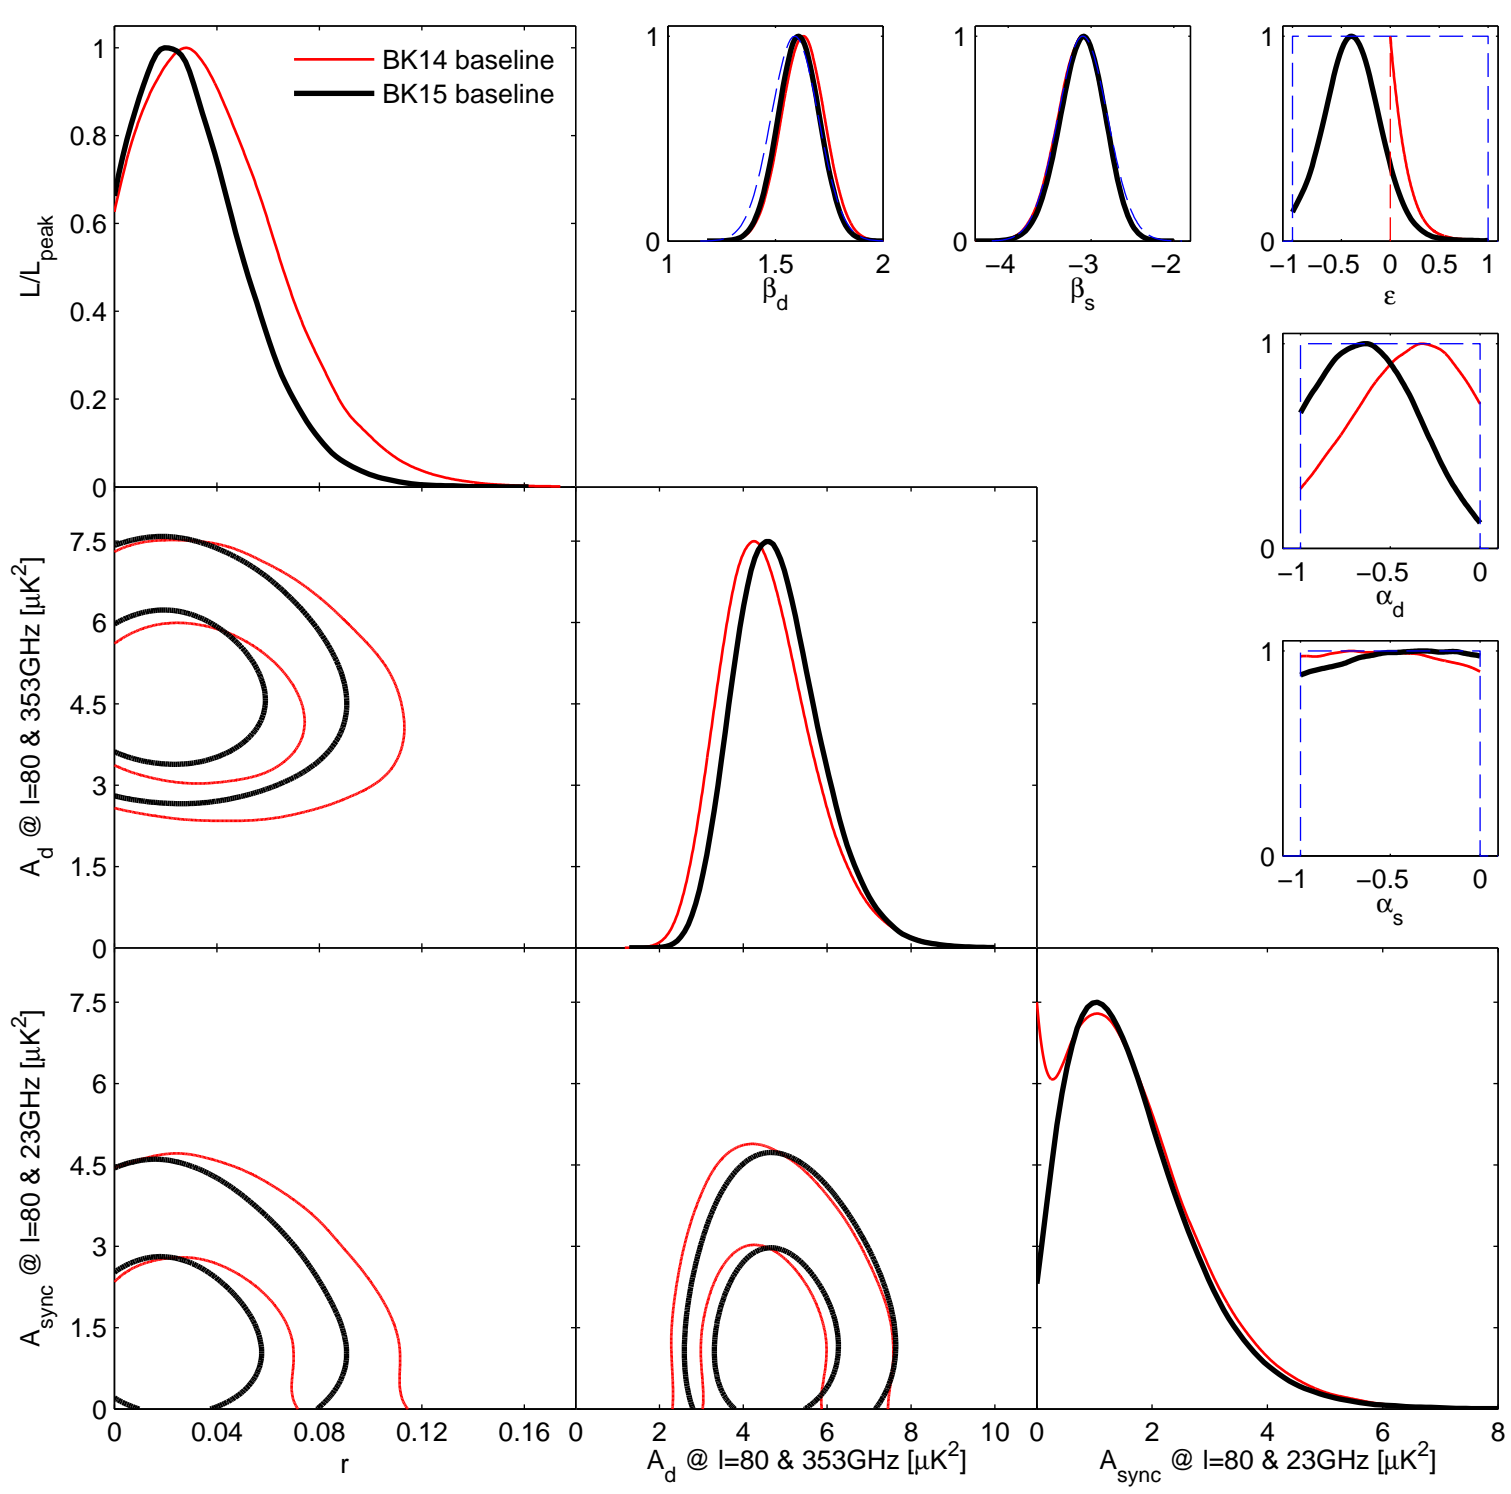 BK14 baseline
BK15 baseline
L/L_peak
1
0.8
0.6
0.4
0.2
0
1
0
1 1.5 2
β_d
1
0
−4 −3 −2
β_s
1
0
−1 −0.5 0 0.5 1
ε
1
0
−1 −0.5 0
α_d
1
0
−1 −0.5 0
α_s
A_d @ l=80 & 353GHz [μK²]
7.5
6
4.5
3
1.5
0
A_sync @ l=80 & 23GHz [μK²]
7.5
6
4.5
3
1.5
0
0 0.04 0.08 0.12 0.16
r
0 2 4 6 8 10
A_d @ l=80 & 353GHz [μK²]
0 2 4 6 8
A_sync @ l=80 & 23GHz [μK²]